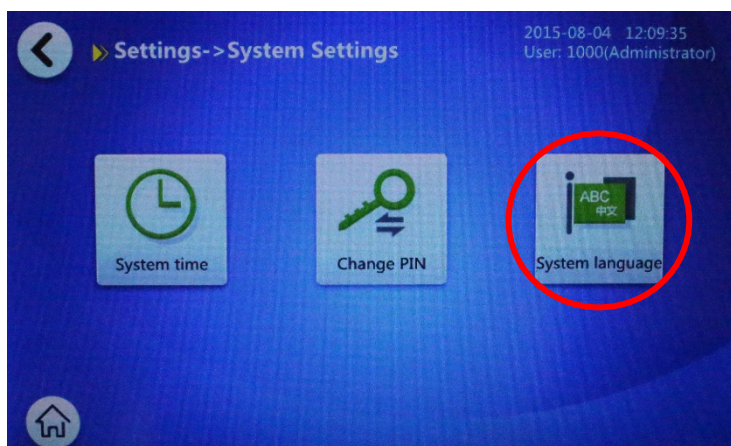 Settings->System Settings
2015-08-04 12:09:35
User: 1000(Administrator)
System time
Change PIN
ABC
中文
System language